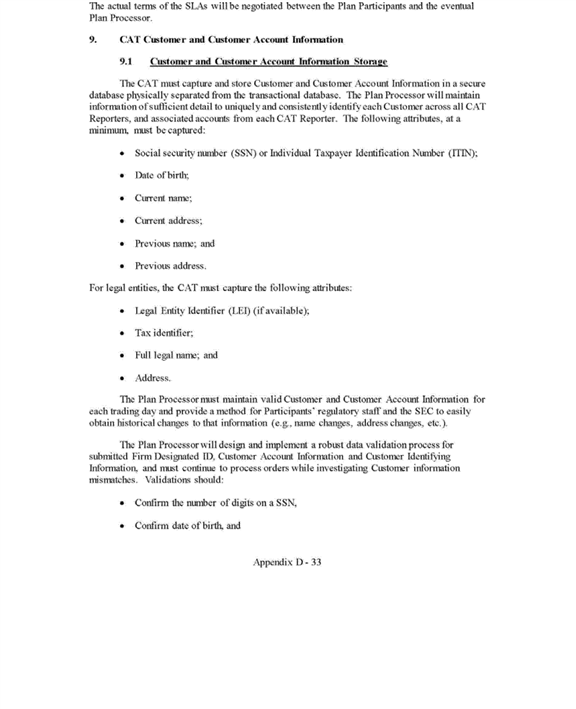 The actual terms of the SLAs will be negotiated between the Plan Participants and the eventual
Plan Processor.
9. CAT Customer and Customer Account Information
9.1 Customer and Customer Account Information Storage
The CAT must capture and store Customer and Customer Account Information in a secure
database physically separated from the transactional database. The Plan Processor will maintain
information of sufficient detail to uniquely and consistently identify each Customer across all CAT
Reporters, and associated accounts from each CAT Reporter. The following attributes, at a
minimum, must be captured:
• Social security number (SSN) or Individual Taxpayer Identification Number (ITIN);
• Date of birth;
• Current name;
• Current address;
• Previous name; and
• Previous address.
For legal entities, the CAT must capture the following attributes:
• Legal Entity Identifier (LEI) (if available);
• Tax identifier;
• Full legal name; and
• Address.
The Plan Processor must maintain valid Customer and Customer Account Information for
each trading day and provide a method for Participants' regulatory staff and the SEC to easily
obtain historical changes to that information (e.g., name changes, address changes, etc.).
The Plan Processor will design and implement a robust data validation process for
submitted Firm Designated ID, Customer Account Information and Customer Identifying
Information, and must continue to process orders while investigating Customer information
mismatches. Validations should:
• Confirm the number of digits on a SSN,
• Confirm date of birth, and
Appendix D - 33